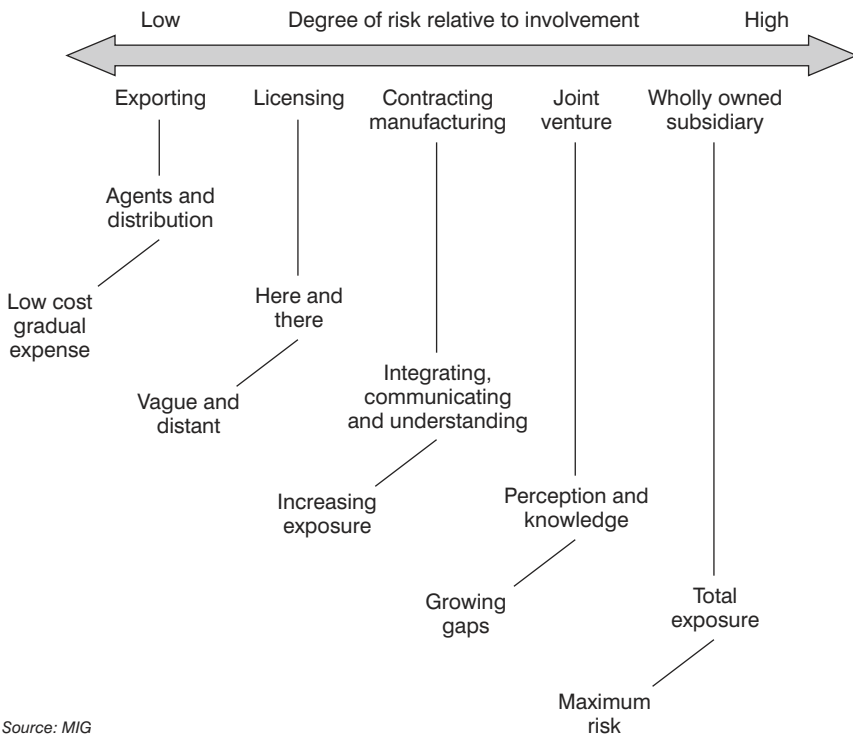 Low Degree of risk relative to involvement High
Exporting
Licensing
Contracting
manufacturing
Joint
venture
Wholly owned
subsidiary
Agents and
distribution
Low cost
gradual
expense
Here and
there
Vague and
distant
Integrating,
communicating
and understanding
Increasing
exposure
Perception and
knowledge
Growing
gaps
Total
exposure
Maximum
risk
Source: MIG